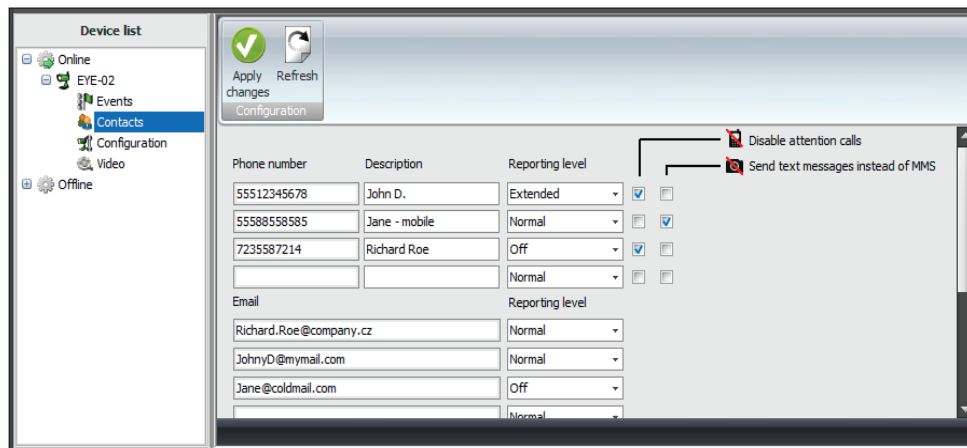 Device list
Online
EYE-02
Events
Contacts
Configuration
Video
Offline
Apply changes
Refresh
Configuration
Disable attention calls
Send text messages instead of MMS
Phone number Description Reporting level
55512345678 John D. Extended
55588558585 Jane - mobile Normal
7235587214 Richard Roe Off
Normal
Email Reporting level
Richard.Roe@company.cz Normal
JohnyD@mymail.com Normal
Jane@coldmail.com Off
Normal